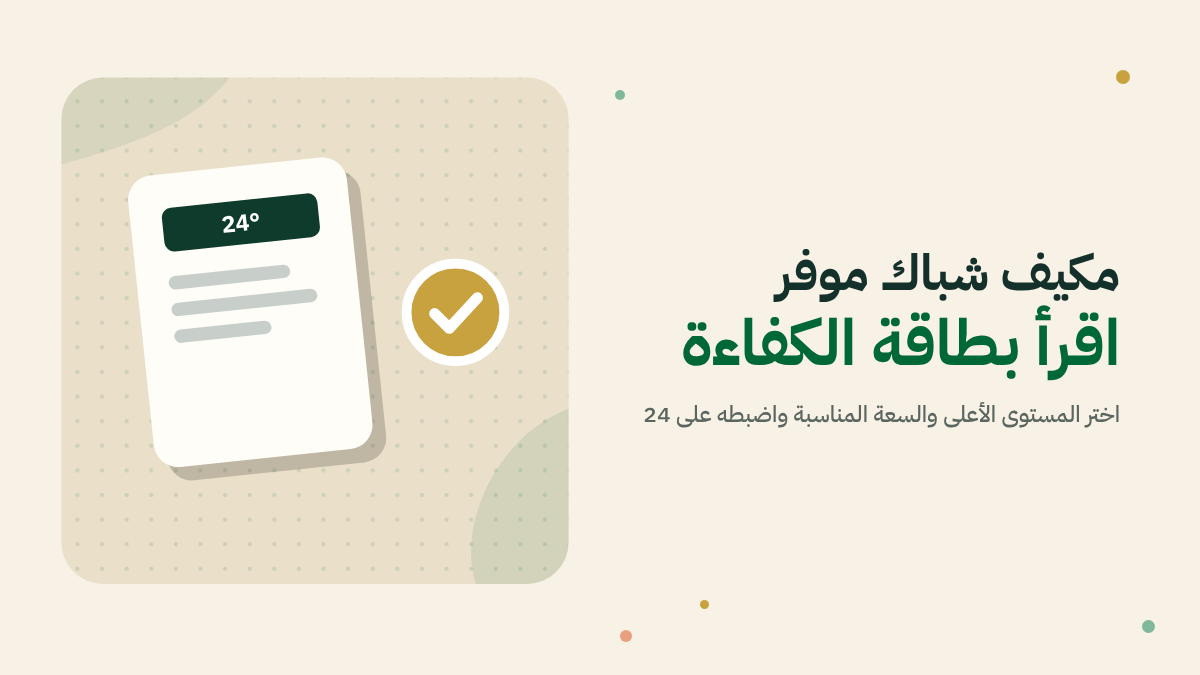 مكيف شباك موفر
اقرأ بطاقة الكفاءة
اختر المستوى الأعلى والسعة المناسبة واضبطه على 24
24°